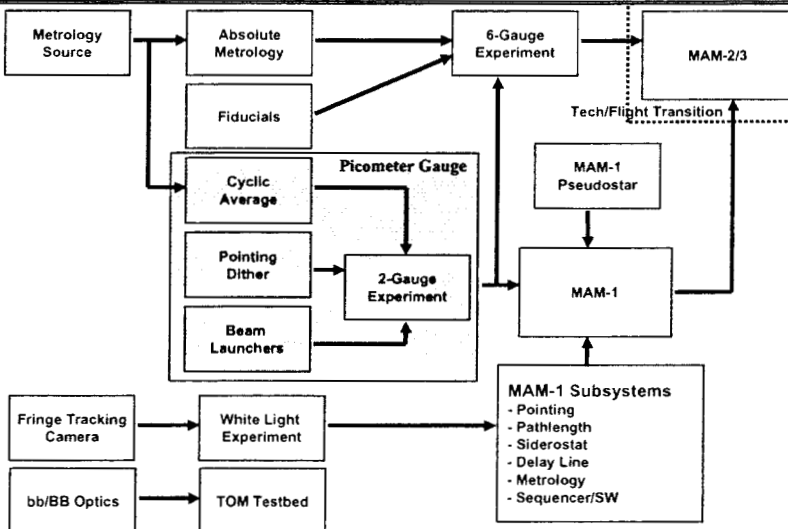 Metrology
Source
Absolute
Metrology
6-Gauge
Experiment
MAM-2/3
Fiducials
Tech/Flight Transition
Picometer Gauge
Cyclic
Average
MAM-1
Pseudostar
Pointing
Dither
2-Gauge
Experiment
MAM-1
Beam
Launchers
MAM-1 Subsystems
- Pointing
- Pathlength
- Siderostat
- Delay Line
- Metrology
- Sequencer/SW
Fringe Tracking
Camera
White Light
Experiment
bb/BB Optics
TOM Testbed